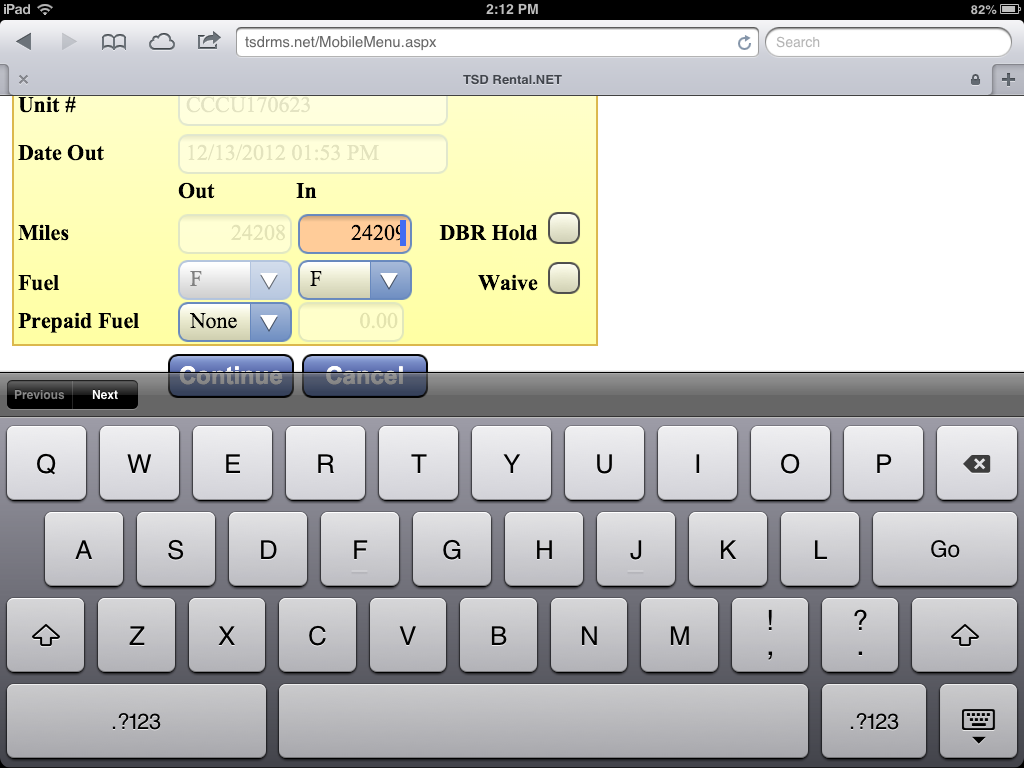 iPad 2:12 PM 82%
tsdrms.net/MobileMenu.aspx Search
TSD Rental.NET
Unit # CCCU170623
Date Out 12/13/2012 01:53 PM
Out In
Miles 24208 24209 DBR Hold
Fuel F F Waive
Prepaid Fuel None 0.00
Continue Cancel
Previous Next
Q W E R T Y U I O P
A S D F G H J K L Go
Z X C V B N M ! , ? .
.?123 .?123